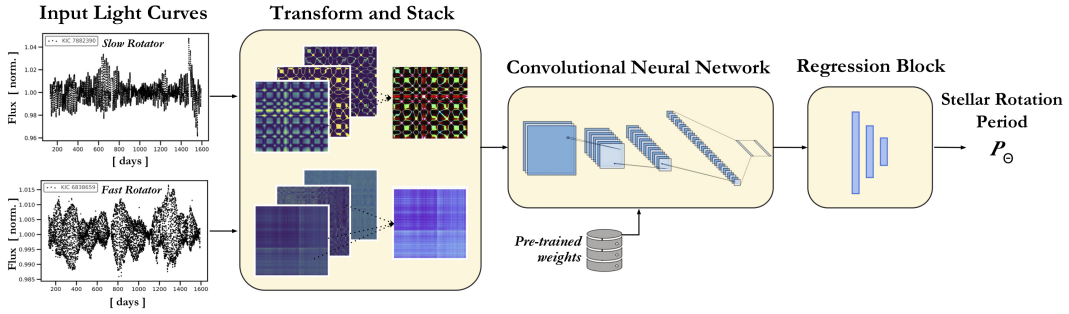 Input Light Curves
Transform and Stack
Convolutional Neural Network
Regression Block
Stellar Rotation
Period
P_Θ
Pre-trained
weights
KIC 7882390
Slow Rotator
Flux [ norm. ]
1.04
1.02
1.00
0.98
0.96
200 400 600 800 1000 1200 1400 1600
[ days ]
KIC 6838659
Fast Rotator
Flux [ norm. ]
1.015
1.010
1.005
1.000
0.995
0.990
0.985
200 400 600 800 1000 1200 1400 1600
[ days ]